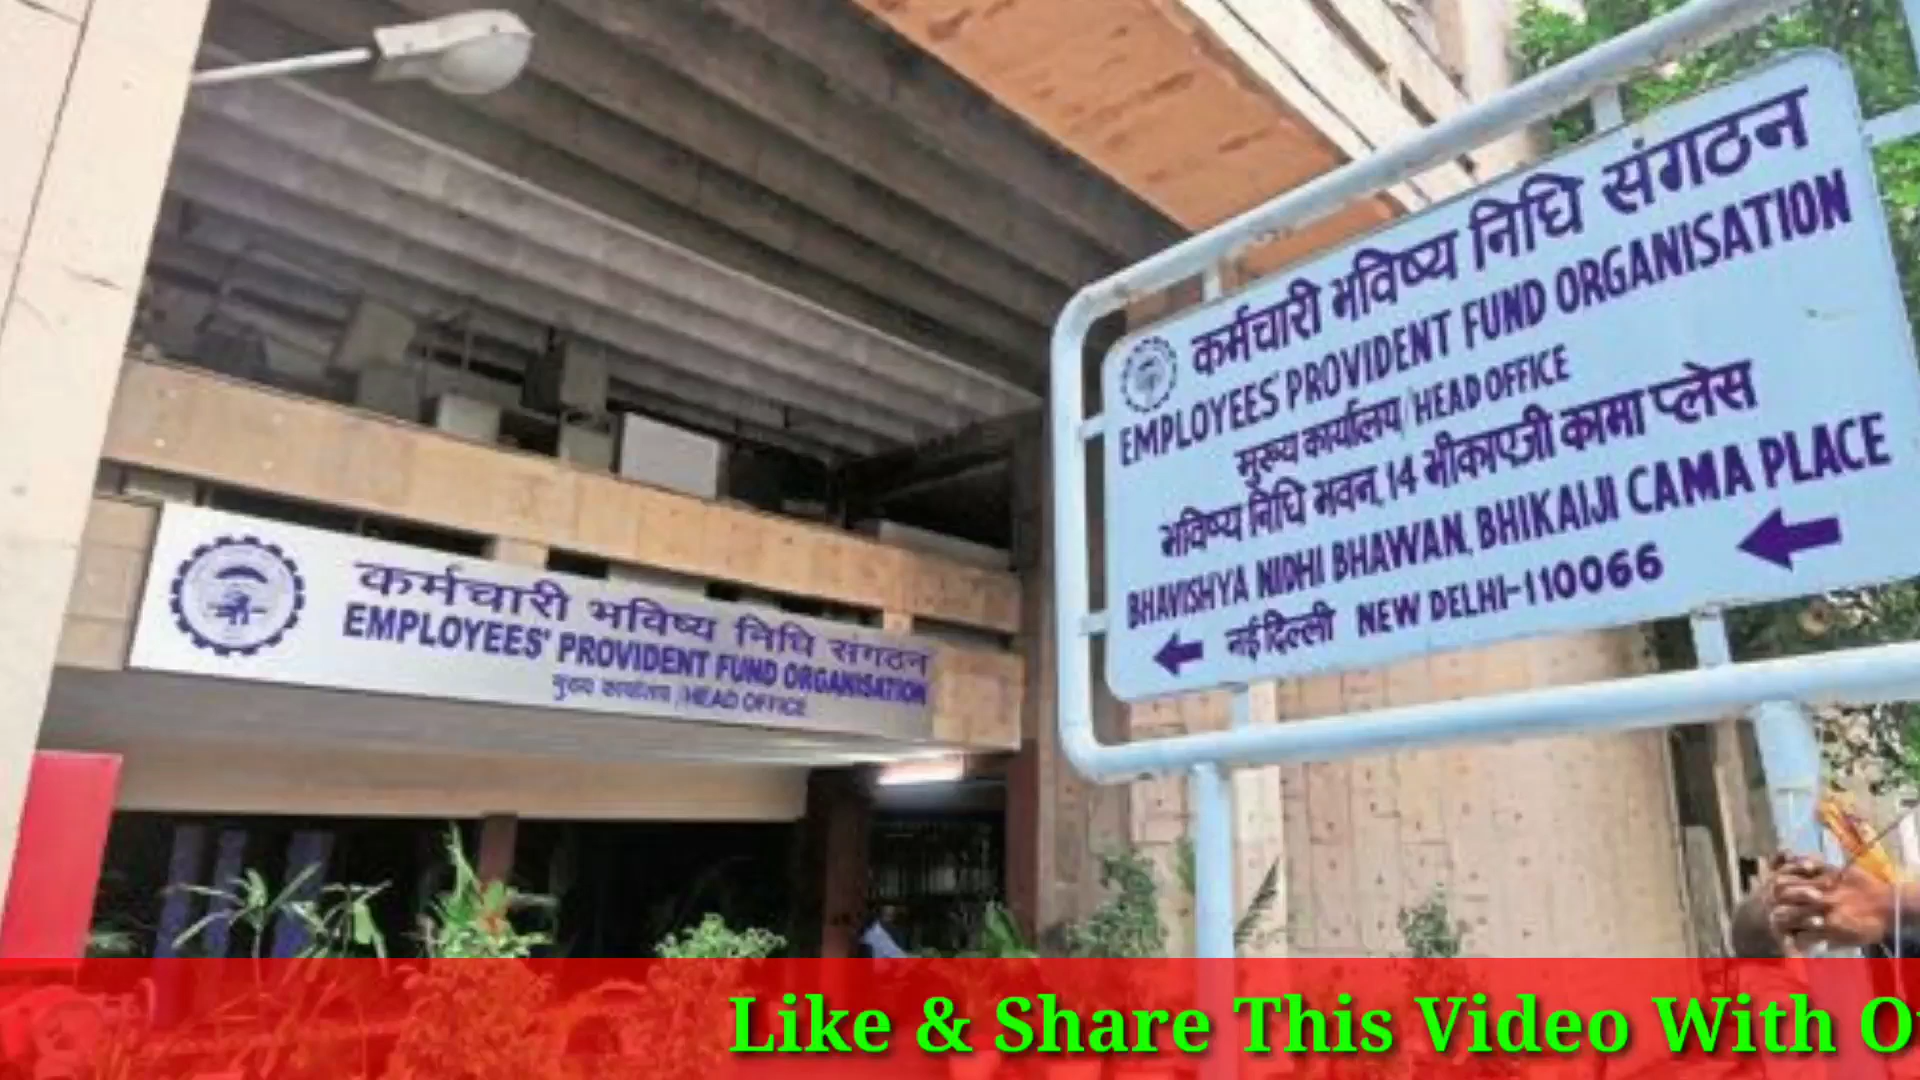 कर्मचारी भविष्य निधि संगठन
EMPLOYEES' PROVIDENT FUND ORGANISATION
मुख्य कार्यालय /HEAD OFFICE
कर्मचारी भविष्य निधि संगठन
EMPLOYEES' PROVIDENT FUND ORGANISATION
मुख्य कार्यालय/HEAD OFFICE
भविष्य निधि भवन, 14 भीकाएजी कामा प्लेस
BHAVISHYA NIDHI BHAWAN, BHIKAIJI CAMA PLACE
नई दिल्ली NEW DELHI-110066
Like & Share This Video With